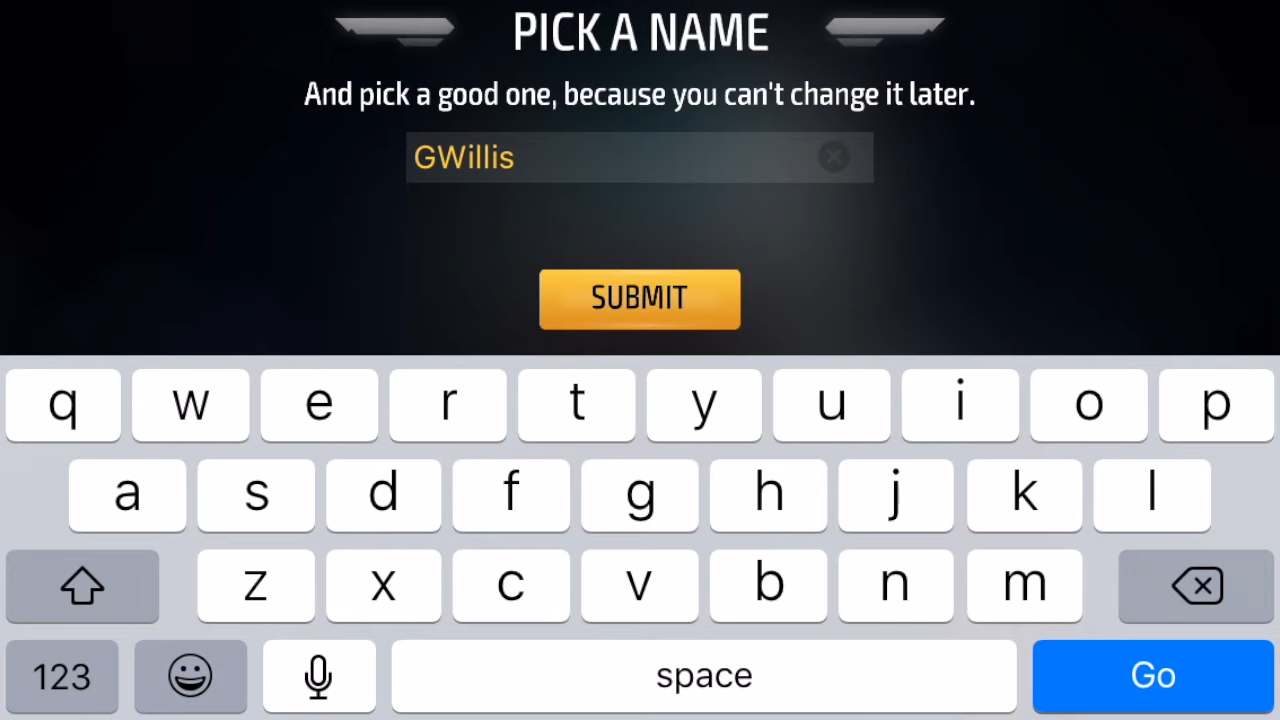 PICK A NAME
And pick a good one, because you can't change it later.
GWillis
SUBMIT
q w e r t y u i o p
a s d f g h j k l
z x c v b n m
123 space Go